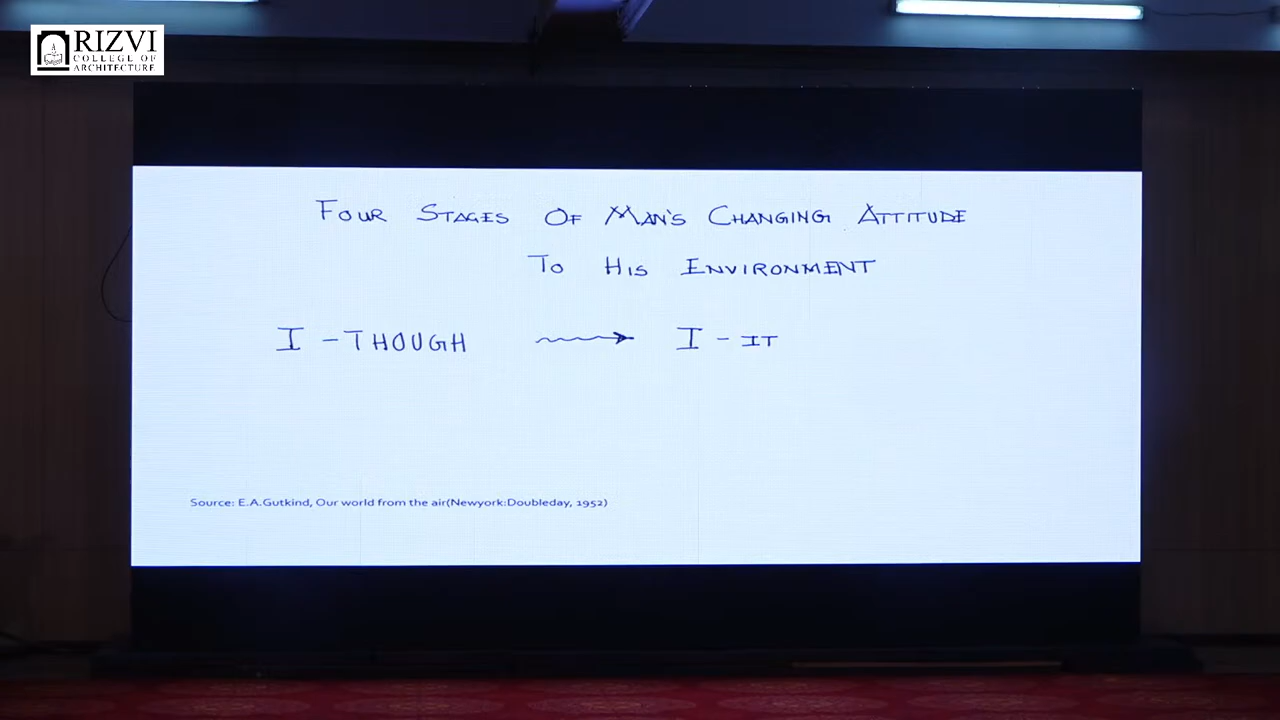 RIZVI
COLLEGE OF
ARCHITECTURE
FOUR STAGES OF MAN'S CHANGING ATTITUDE
TO HIS ENVIRONMENT
I - THOUGH → I - IT
Source: E.A.Gutkind, Our world from the air(Newyork:Doubleday, 1952)